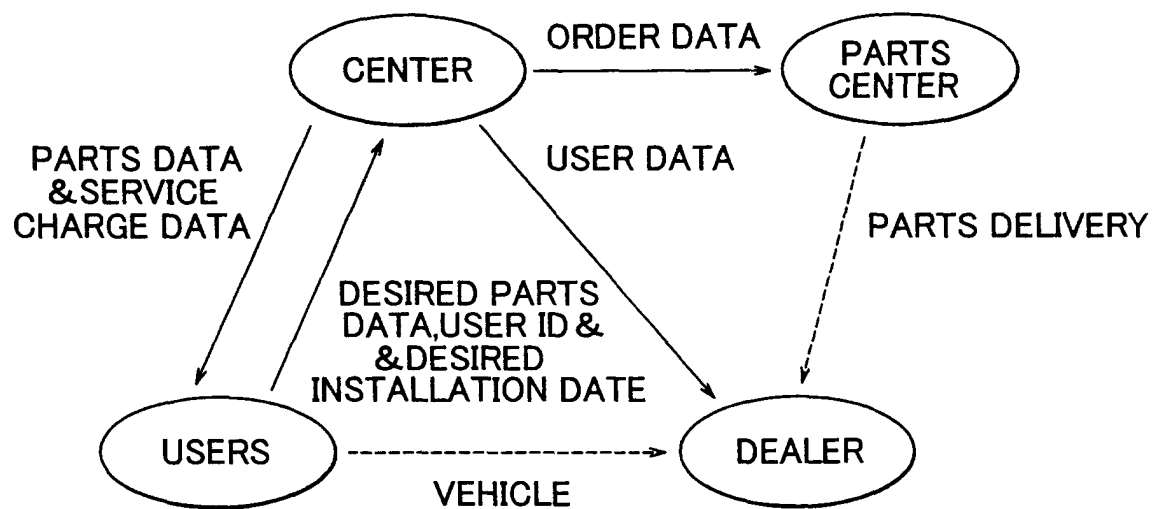 CENTER
ORDER DATA
PARTS
CENTER
PARTS DATA
&SERVICE
CHARGE DATA
USER DATA
PARTS DELIVERY
DESIRED PARTS
DATA,USER ID &
&DESIRED
INSTALLATION DATE
USERS
VEHICLE
DEALER